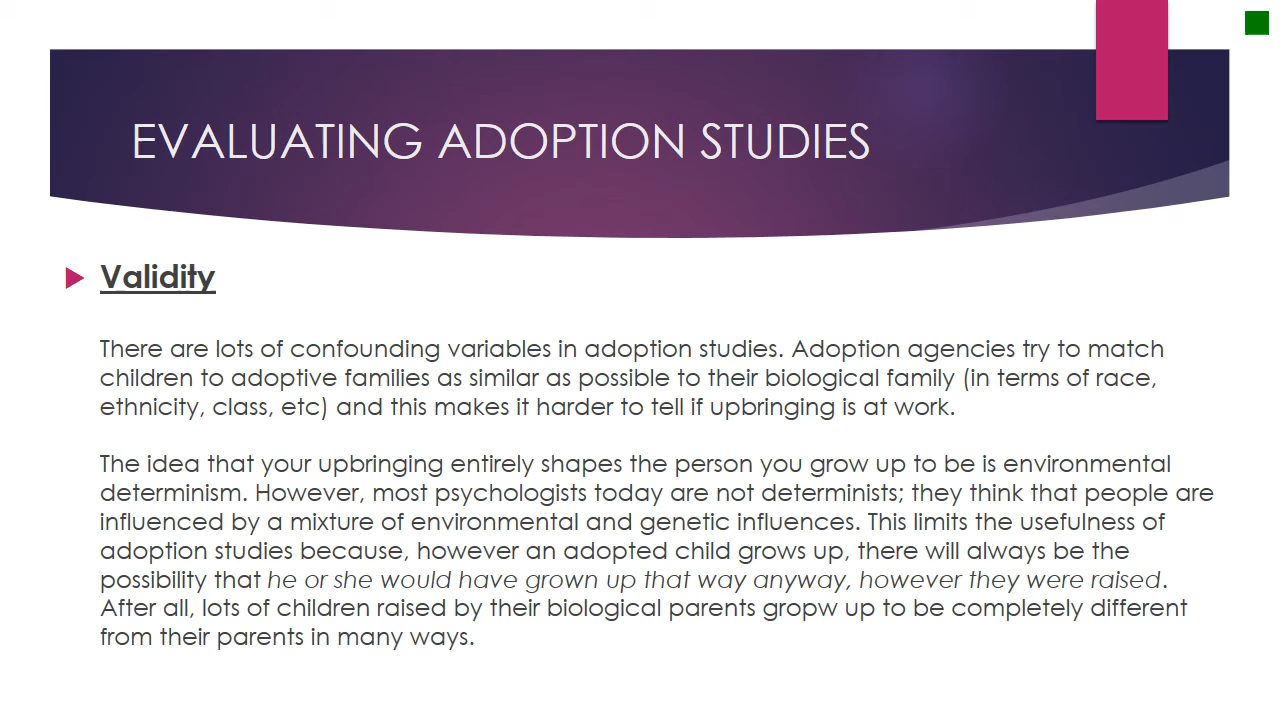 EVALUATING ADOPTION STUDIES
Validity
There are lots of confounding variables in adoption studies. Adoption agencies try to match
children to adoptive families as similar as possible to their biological family (in terms of race,
ethnicity, class, etc) and this makes it harder to tell if upbringing is at work.
The idea that your upbringing entirely shapes the person you grow up to be is environmental
determinism. However, most psychologists today are not determinists; they think that people are
influenced by a mixture of environmental and genetic influences. This limits the usefulness of
adoption studies because, however an adopted child grows up, there will always be the
possibility that he or she would have grown up that way anyway, however they were raised.
After all, lots of children raised by their biological parents gropw up to be completely different
from their parents in many ways.